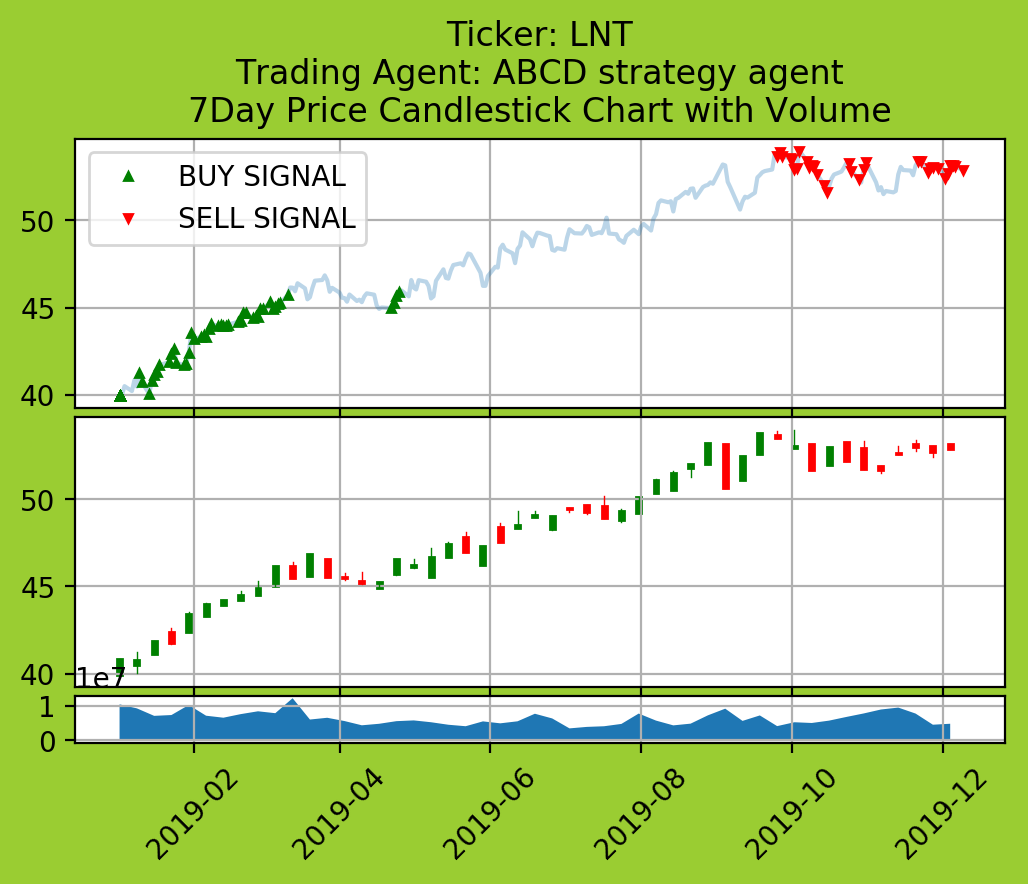 Ticker: LNT
Trading Agent: ABCD strategy agent
7Day Price Candlestick Chart with Volume
BUY SIGNAL
SELL SIGNAL
50
45
40
50
45
40
1e7
1
0
2019-02
2019-04
2019-06
2019-08
2019-10
2019-12